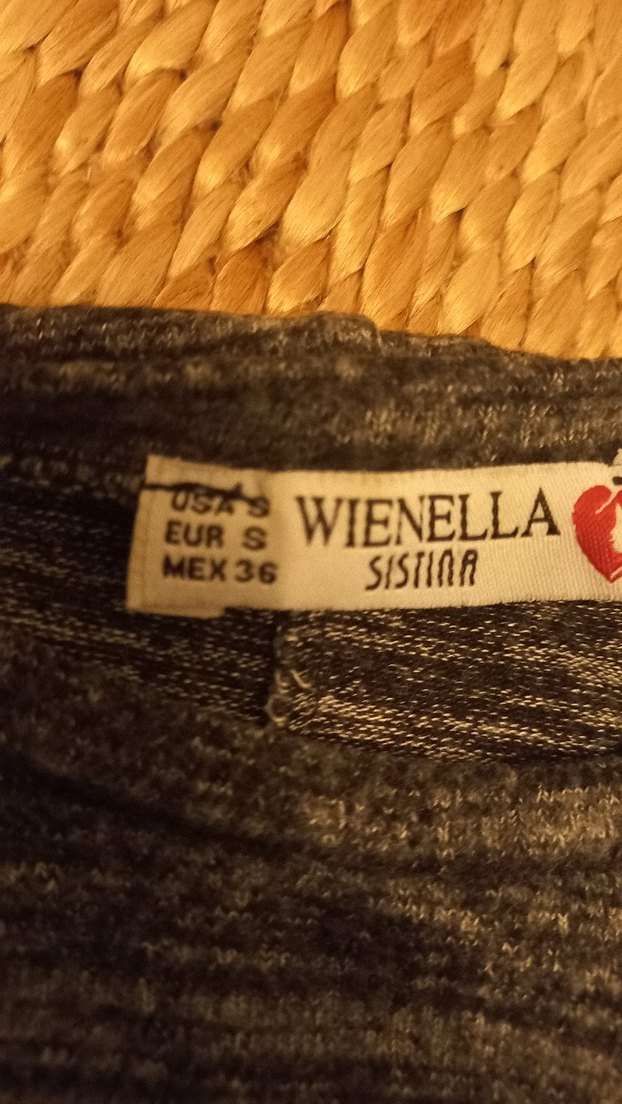 USA S
EUR S
MEX 36
WIENELLA
SISTINA